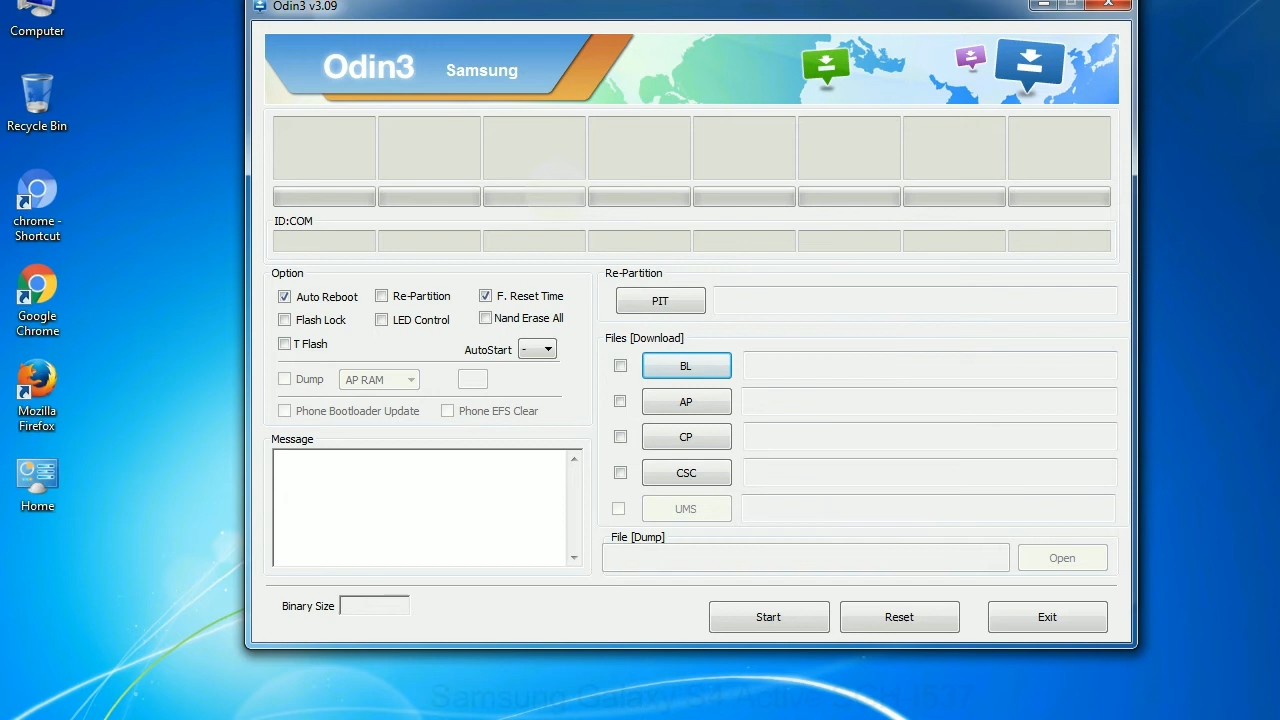 Computer
Recycle Bin
chrome -
Shortcut
Google
Chrome
Mozilla
Firefox
Home
Odin3 v3.09
Odin3 Samsung
ID:COM
Option
Auto Reboot Re-Partition F. Reset Time
Flash Lock LED Control Nand Erase All
T Flash AutoStart -
Dump AP RAM
Phone Bootloader Update Phone EFS Clear
Message
Re-Partition
PIT
Files [Download]
BL
AP
CP
CSC
UMS
File [Dump]
Open
Binary Size
Start Reset Exit
Samsung Galaxy S4 Active SGH-I537